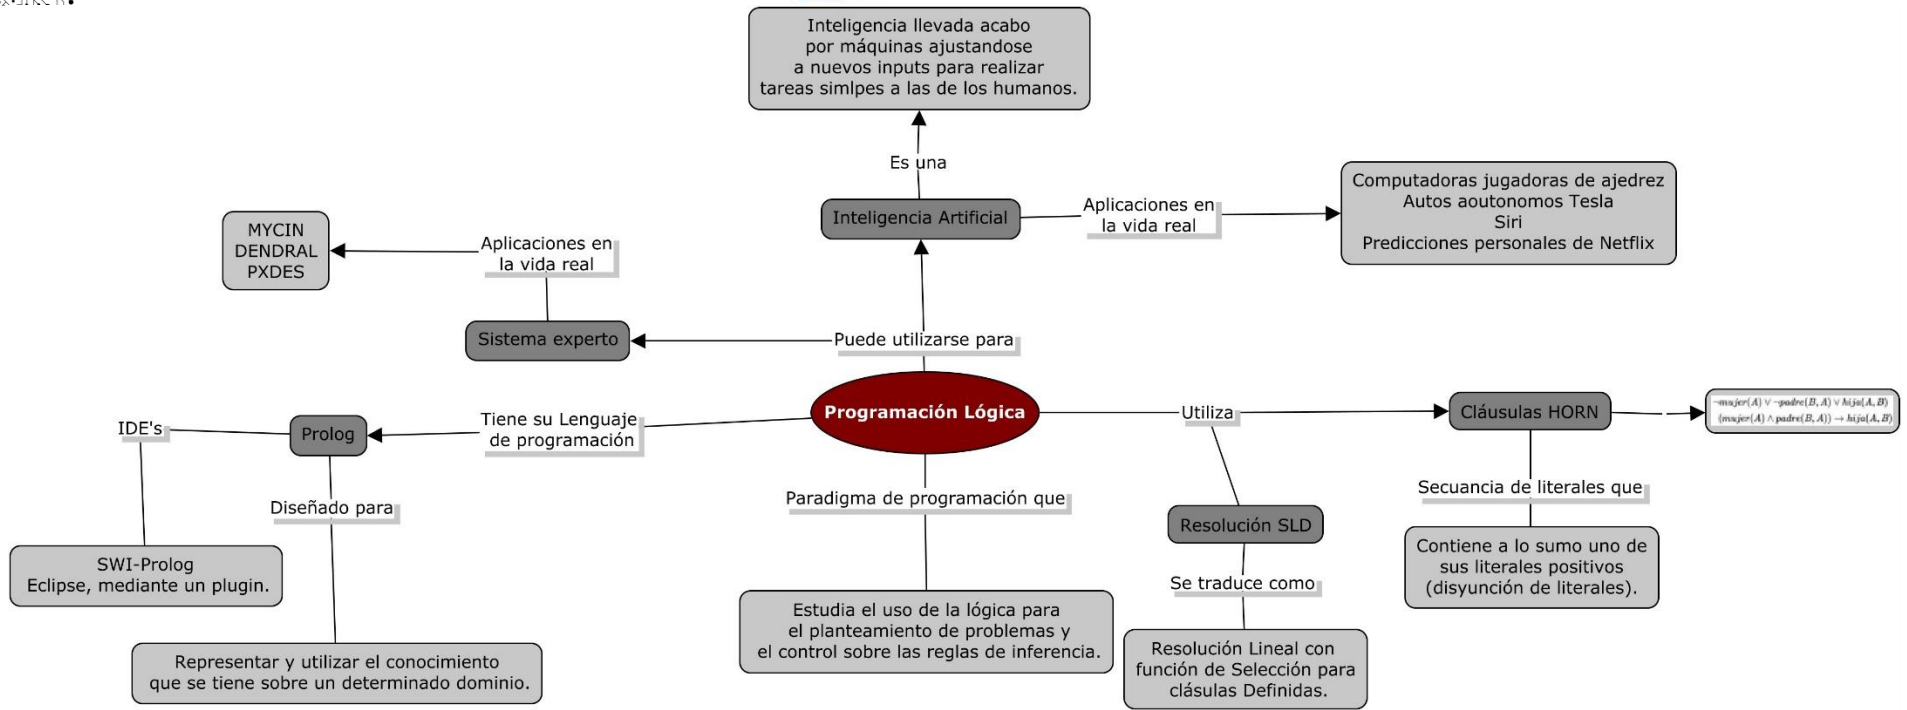 Inteligencia llevada acabo
por máquinas ajustandose
a nuevos inputs para realizar
tareas simlpes a las de los humanos.
Es una
Inteligencia Artificial
Aplicaciones en
la vida real
Computadoras jugadoras de ajedrez
Autos aoutonomos Tesla
Siri
Predicciones personales de Netflix
MYCIN
DENDRAL
PXDES
Aplicaciones en
la vida real
Sistema experto
Puede utilizarse para
Programación Lógica
Tiene su Lenguaje
de programación
Prolog
IDE's
SWI-Prolog
Eclipse, mediante un plugin.
Diseñado para
Representar y utilizar el conocimiento
que se tiene sobre un determinado dominio.
Paradigma de programación que
Estudia el uso de la lógica para
el planteamiento de problemas y
el control sobre las reglas de inferencia.
Utiliza
Resolución SLD
Se traduce como
Resolución Lineal con
función de Selección para
clásulas Definidas.
Cláusulas HORN
Secuancia de literales que
Contiene a lo sumo uno de
sus literales positivos
(disyunción de literales).
¬mujer(A) ∨ ¬padre(B, A) ∨ hija(A, B)
(mujer(A) ∧ padre(B, A)) → hija(A, B)